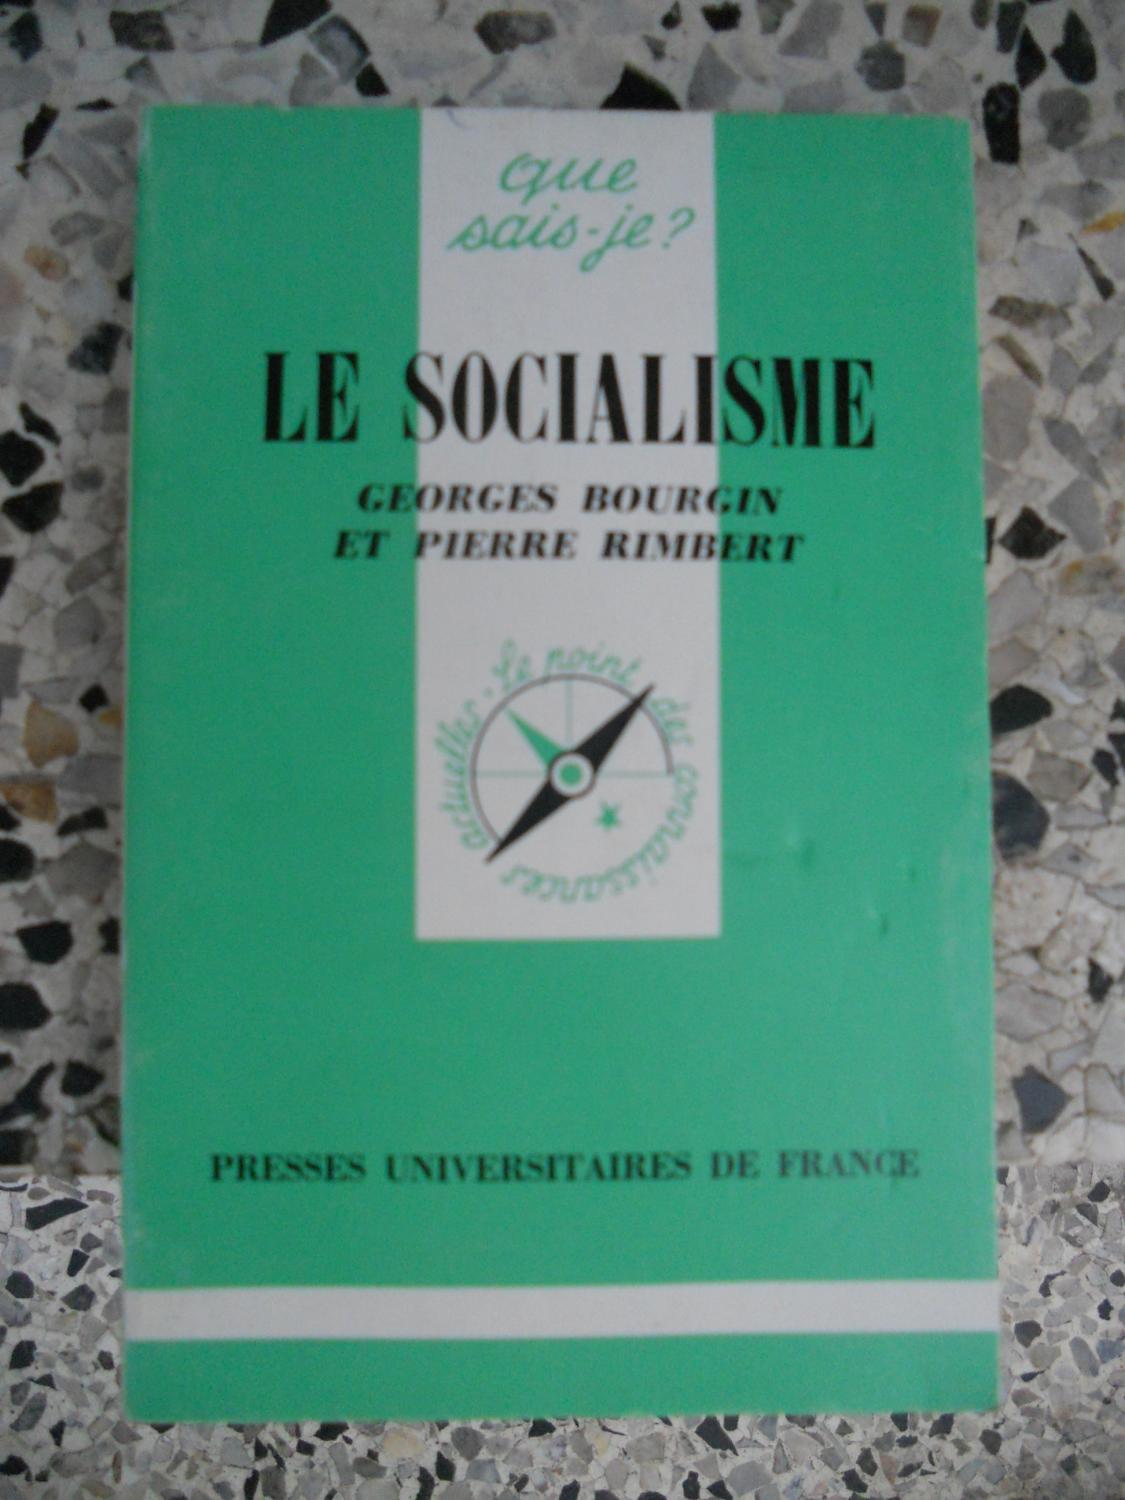 que
sais-je?
LE SOCIALISME
GEORGES BOURGIN
ET PIERRE RIMBERT
Le point des connaissances actuelles.
PRESSES UNIVERSITAIRES DE FRANCE